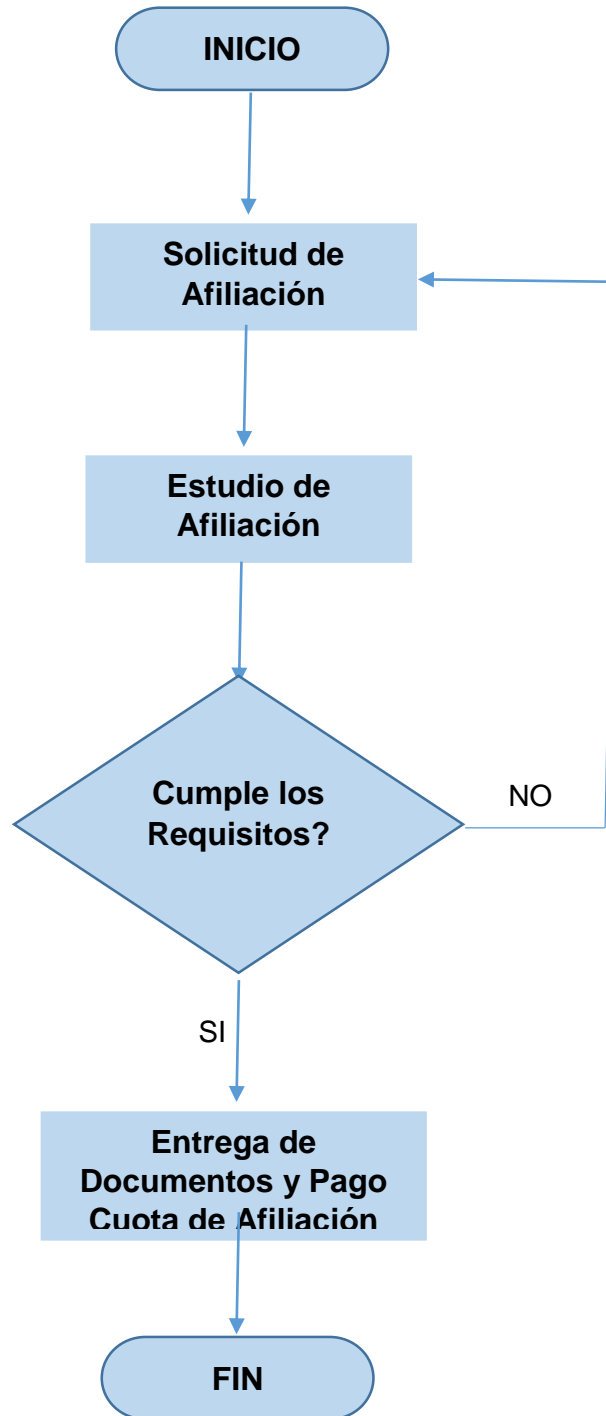 INICIO
Solicitud de
Afiliación
Estudio de
Afiliación
Cumple los
Requisitos?
NO
SI
Entrega de
Documentos y Pago
Cuota de Afiliación
FIN